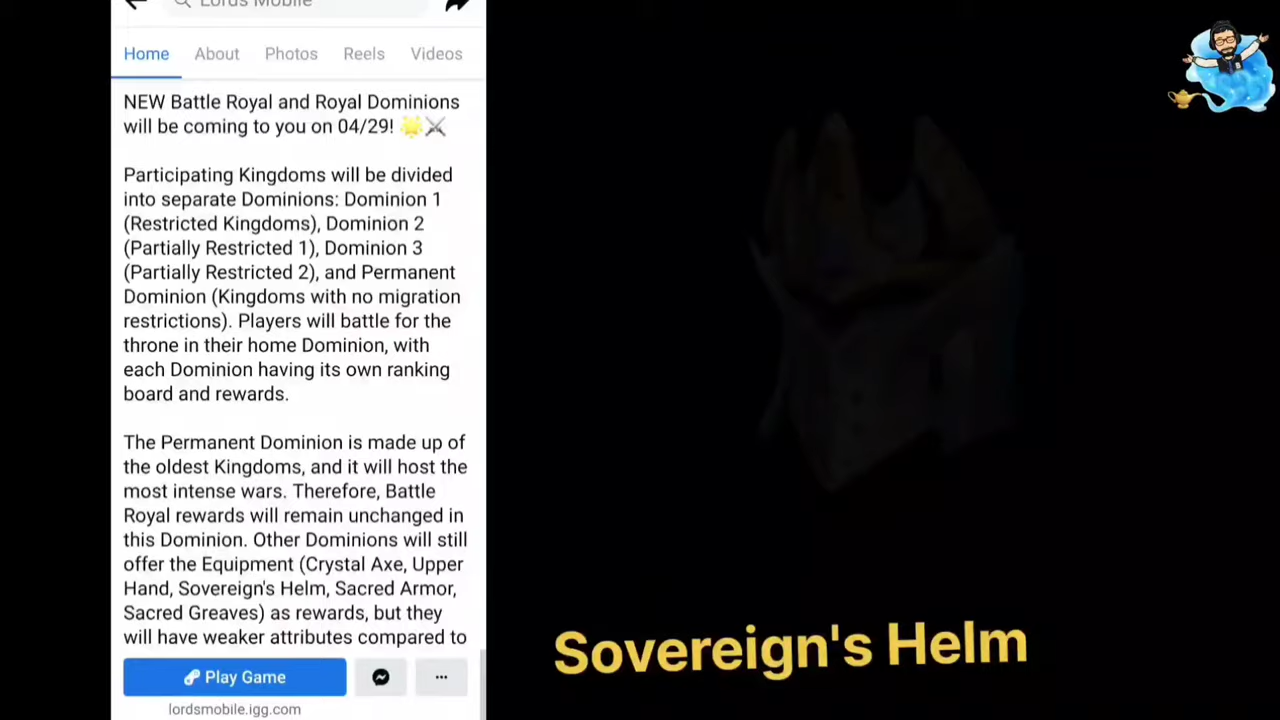 Lords Mobile
Home About Photos Reels Videos
NEW Battle Royal and Royal Dominions
will be coming to you on 04/29! 🌟⚔
Participating Kingdoms will be divided
into separate Dominions: Dominion 1
(Restricted Kingdoms), Dominion 2
(Partially Restricted 1), Dominion 3
(Partially Restricted 2), and Permanent
Dominion (Kingdoms with no migration
restrictions). Players will battle for the
throne in their home Dominion, with
each Dominion having its own ranking
board and rewards.
The Permanent Dominion is made up of
the oldest Kingdoms, and it will host the
most intense wars. Therefore, Battle
Royal rewards will remain unchanged in
this Dominion. Other Dominions will still
offer the Equipment (Crystal Axe, Upper
Hand, Sovereign's Helm, Sacred Armor,
Sacred Greaves) as rewards, but they
will have weaker attributes compared to
Play Game
lordsmobile.igg.com
Sovereign's Helm